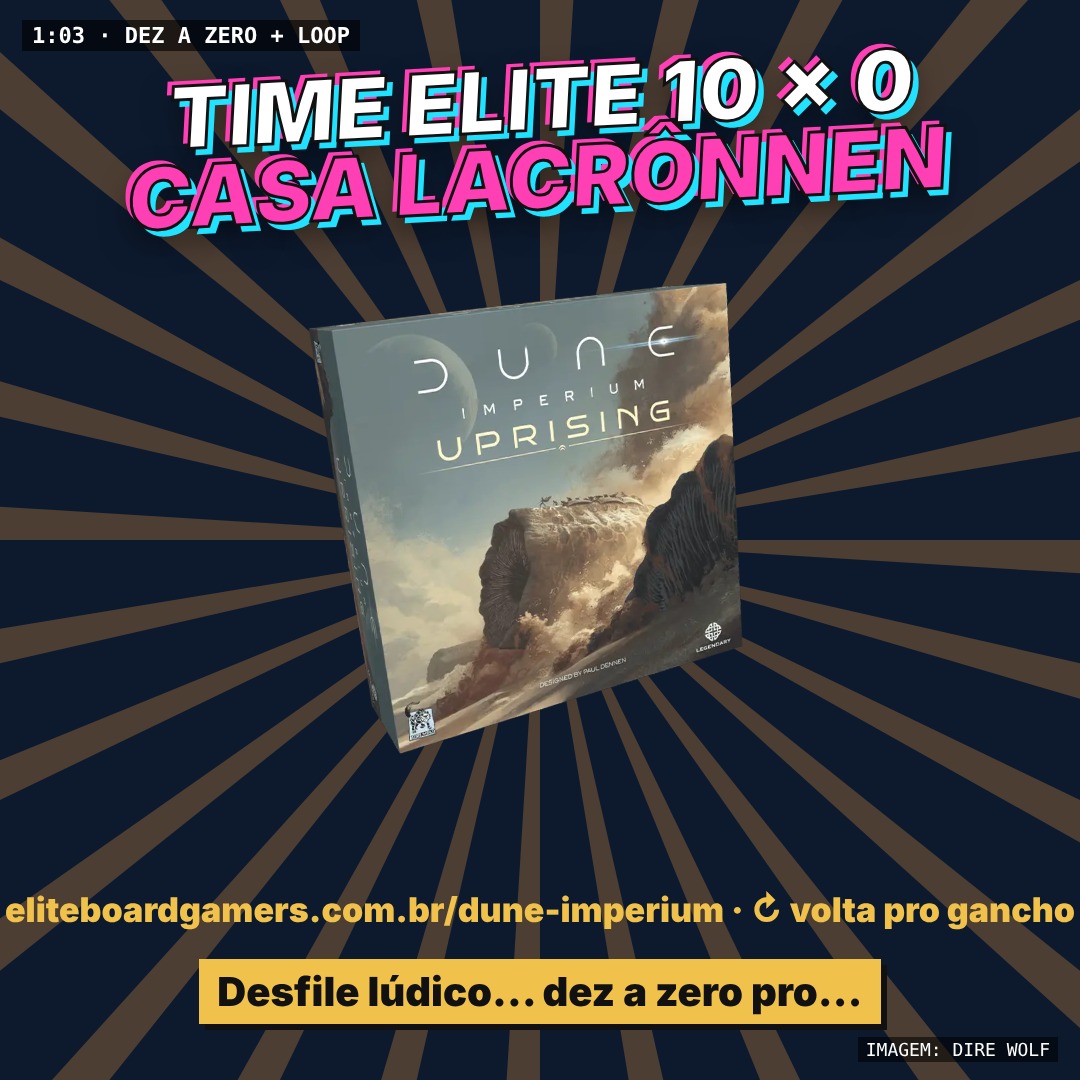 1:03 · DEZ A ZERO + LOOP
TIME ELITE 10 × 0
CASA LACRÔNNEN
DUNE
IMPERIUM
UPRISING
DESIGNED BY PAUL DENNEN
LEGENDARY
eliteboardgamers.com.br/dune-imperium · ↻ volta pro gancho
Desfile lúdico... dez a zero pro...
IMAGEM: DIRE WOLF